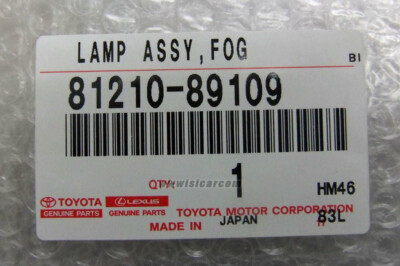 LAMP ASSY,FOG
BI
81210-89109
QTY: 1
HM46
TOYOTA LEXUS
GENUINE PARTS GENUINE PARTS TOYOTA MOTOR CORPORATION
83L
MADE IN JAPAN